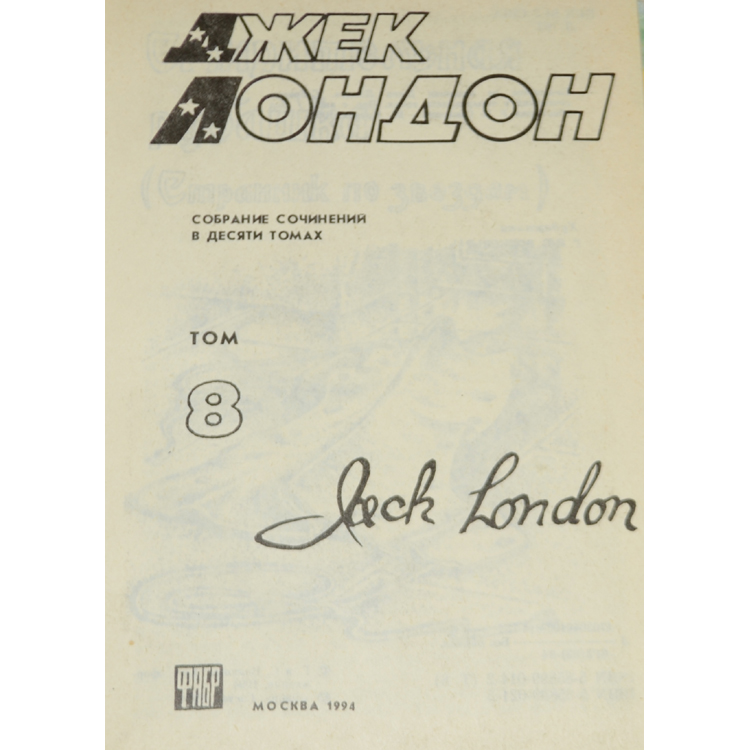 ДЖЕК
ЛОНДОН
СОБРАНИЕ СОЧИНЕНИЙ
В ДЕСЯТИ ТОМАХ
ТОМ
8
Jack London
ФАБР
МОСКВА 1994